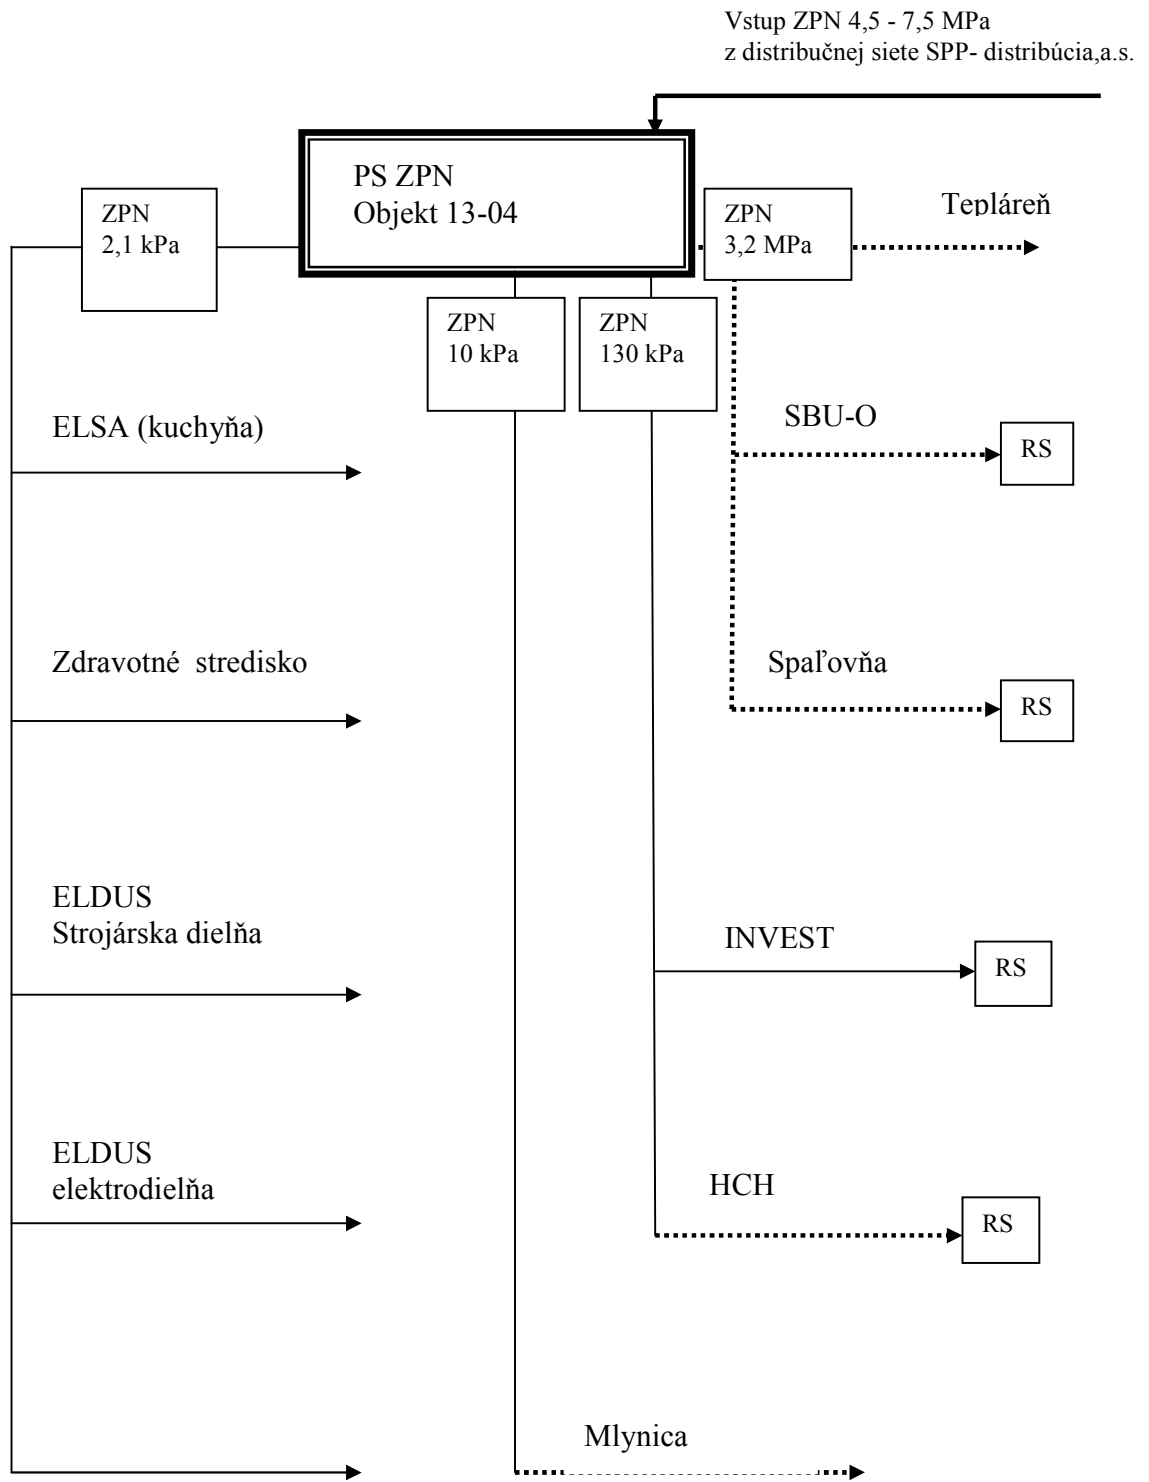 Vstup ZPN 4,5 - 7,5 MPa
z distribučnej siete SPP- distribúcia,a.s.
PS ZPN
Objekt 13-04
ZPN
2,1 kPa
ZPN
3,2 MPa
Tepláreň
ZPN
10 kPa
ZPN
130 kPa
ELSA (kuchyňa)
SBU-O
RS
Zdravotné stredisko
Spaľovňa
RS
ELDUS
Strojárska dielňa
INVEST
RS
ELDUS
elektrodielňa
HCH
RS
Mlynica